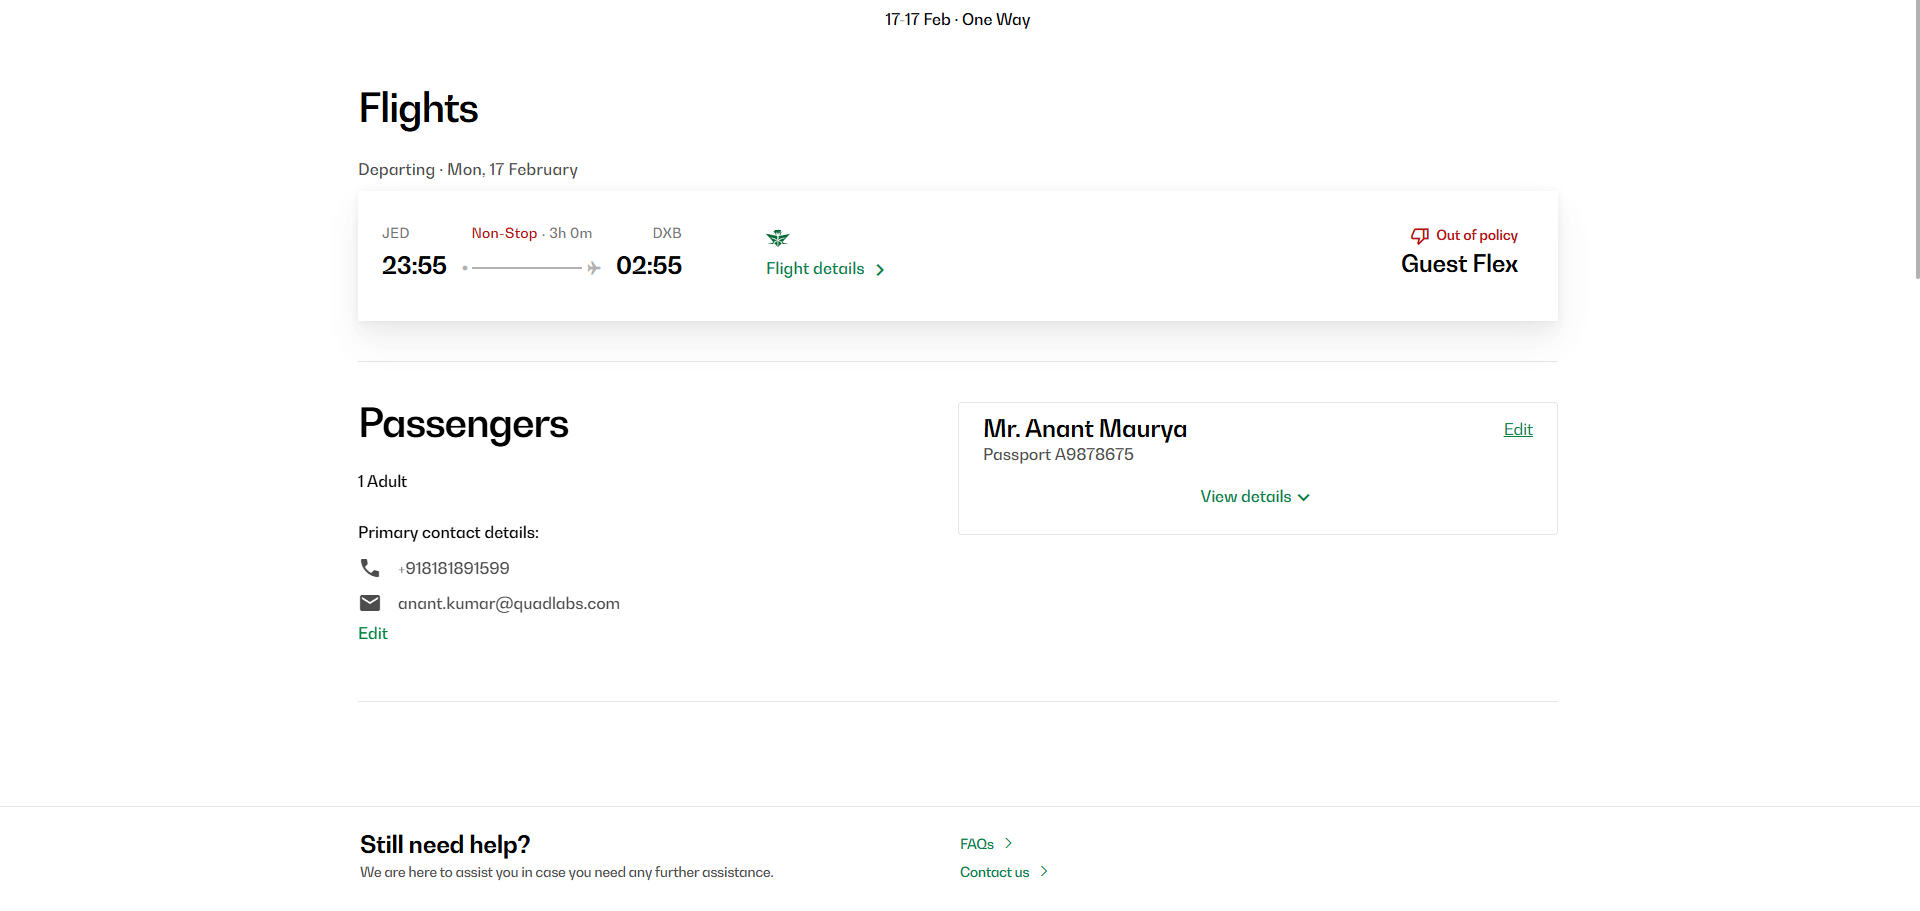 17-17 Feb · One Way
Flights
Departing · Mon, 17 February
JED Non-Stop · 3h 0m DXB
23:55 02:55
Flight details
Out of policy
Guest Flex
Passengers
1 Adult
Primary contact details:
+918181891599
anant.kumar@quadlabs.com
Edit
Mr. Anant Maurya
Edit
Passport A9878675
View details
Still need help?
We are here to assist you in case you need any further assistance.
FAQs
Contact us